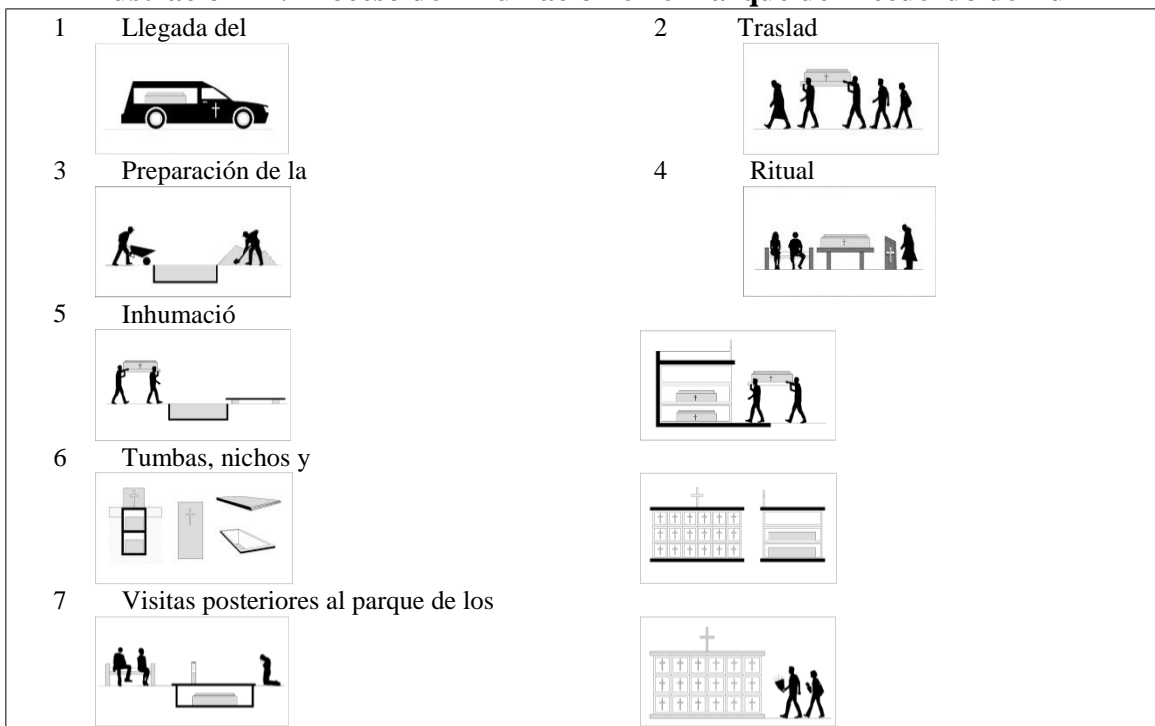 1 Llegada del
2 Traslad
3 Preparación de la
4 Ritual
5 Inhumació
6 Tumbas, nichos y
7 Visitas posteriores al parque de los